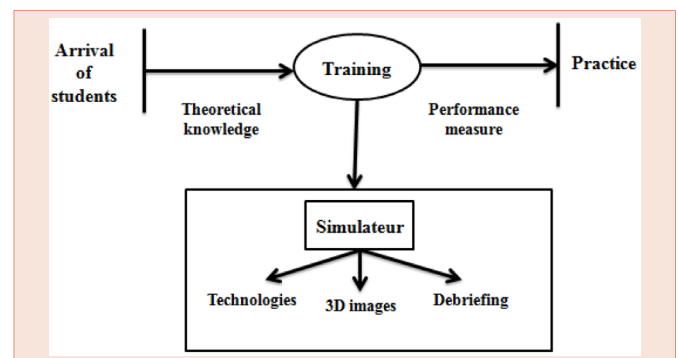 Arrival
of
students
Training
Practice
Theoretical
knowledge
Performance
measure
Simulateur
Technologies
3D images
Debriefing